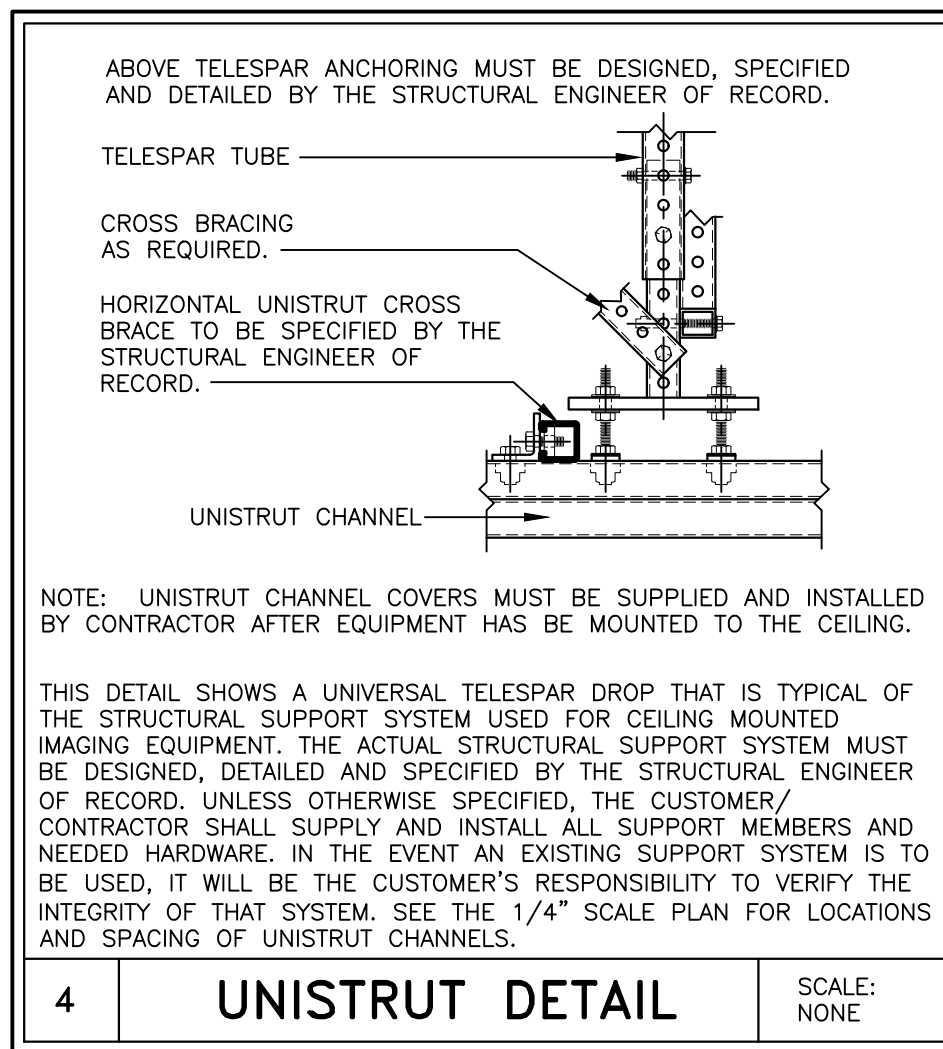 ABOVE TELESPAR ANCHORING MUST BE DESIGNED, SPECIFIED
AND DETAILED BY THE STRUCTURAL ENGINEER OF RECORD.
TELESPAR TUBE
CROSS BRACING
AS REQUIRED.
HORIZONTAL UNISTRUT CROSS
BRACE TO BE SPECIFIED BY THE
STRUCTURAL ENGINEER OF
RECORD.
UNISTRUT CHANNEL
NOTE: UNISTRUT CHANNEL COVERS MUST BE SUPPLIED AND INSTALLED
BY CONTRACTOR AFTER EQUIPMENT HAS BE MOUNTED TO THE CEILING.
THIS DETAIL SHOWS A UNIVERSAL TELESPAR DROP THAT IS TYPICAL OF
THE STRUCTURAL SUPPORT SYSTEM USED FOR CEILING MOUNTED
IMAGING EQUIPMENT. THE ACTUAL STRUCTURAL SUPPORT SYSTEM MUST
BE DESIGNED, DETAILED AND SPECIFIED BY THE STRUCTURAL ENGINEER
OF RECORD. UNLESS OTHERWISE SPECIFIED, THE CUSTOMER/
CONTRACTOR SHALL SUPPLY AND INSTALL ALL SUPPORT MEMBERS AND
NEEDED HARDWARE. IN THE EVENT AN EXISTING SUPPORT SYSTEM IS TO
BE USED, IT WILL BE THE CUSTOMER'S RESPONSIBILITY TO VERIFY THE
INTEGRITY OF THAT SYSTEM. SEE THE 1/4" SCALE PLAN FOR LOCATIONS
AND SPACING OF UNISTRUT CHANNELS.
4
UNISTRUT DETAIL
SCALE:
NONE